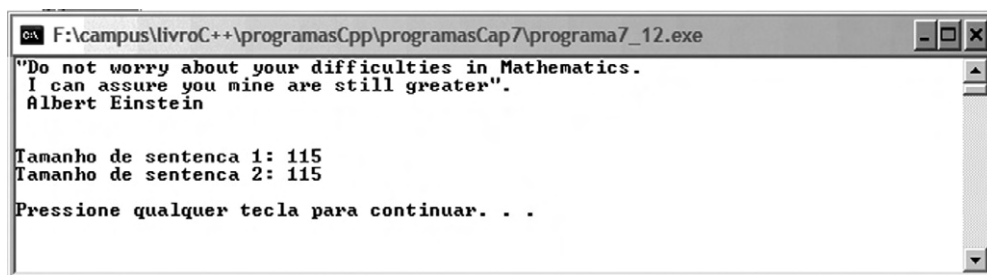 F:\campus\livroC++\programasCpp\programasCap7\programa7_12.exe
"Do not worry about your difficulties in Mathematics.
I can assure you mine are still greater".
Albert Einstein
Tamanho de sentenca 1: 115
Tamanho de sentenca 2: 115
Pressione qualquer tecla para continuar. . .